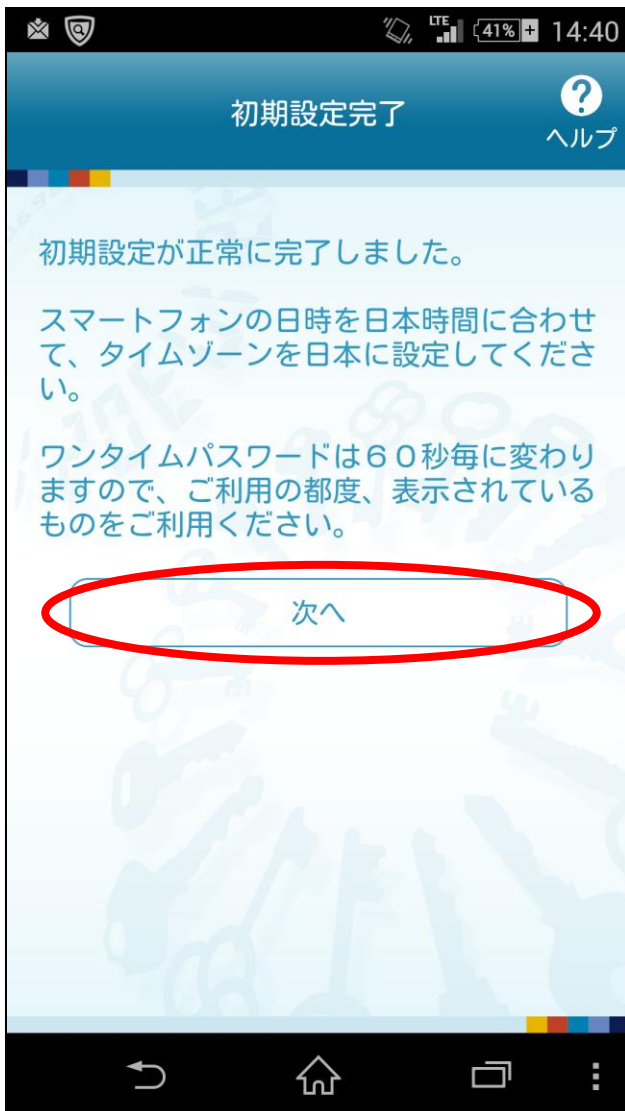 LTE 41% 14:40
初期設定完了
?
ヘルプ
初期設定が正常に完了しました。
スマートフォンの日時を日本時間に合わせ
て、タイムゾーンを日本に設定してくださ
い。
ワンタイムパスワードは６０秒毎に変わり
ますので、ご利用の都度、表示されている
ものをご利用ください。
次へ